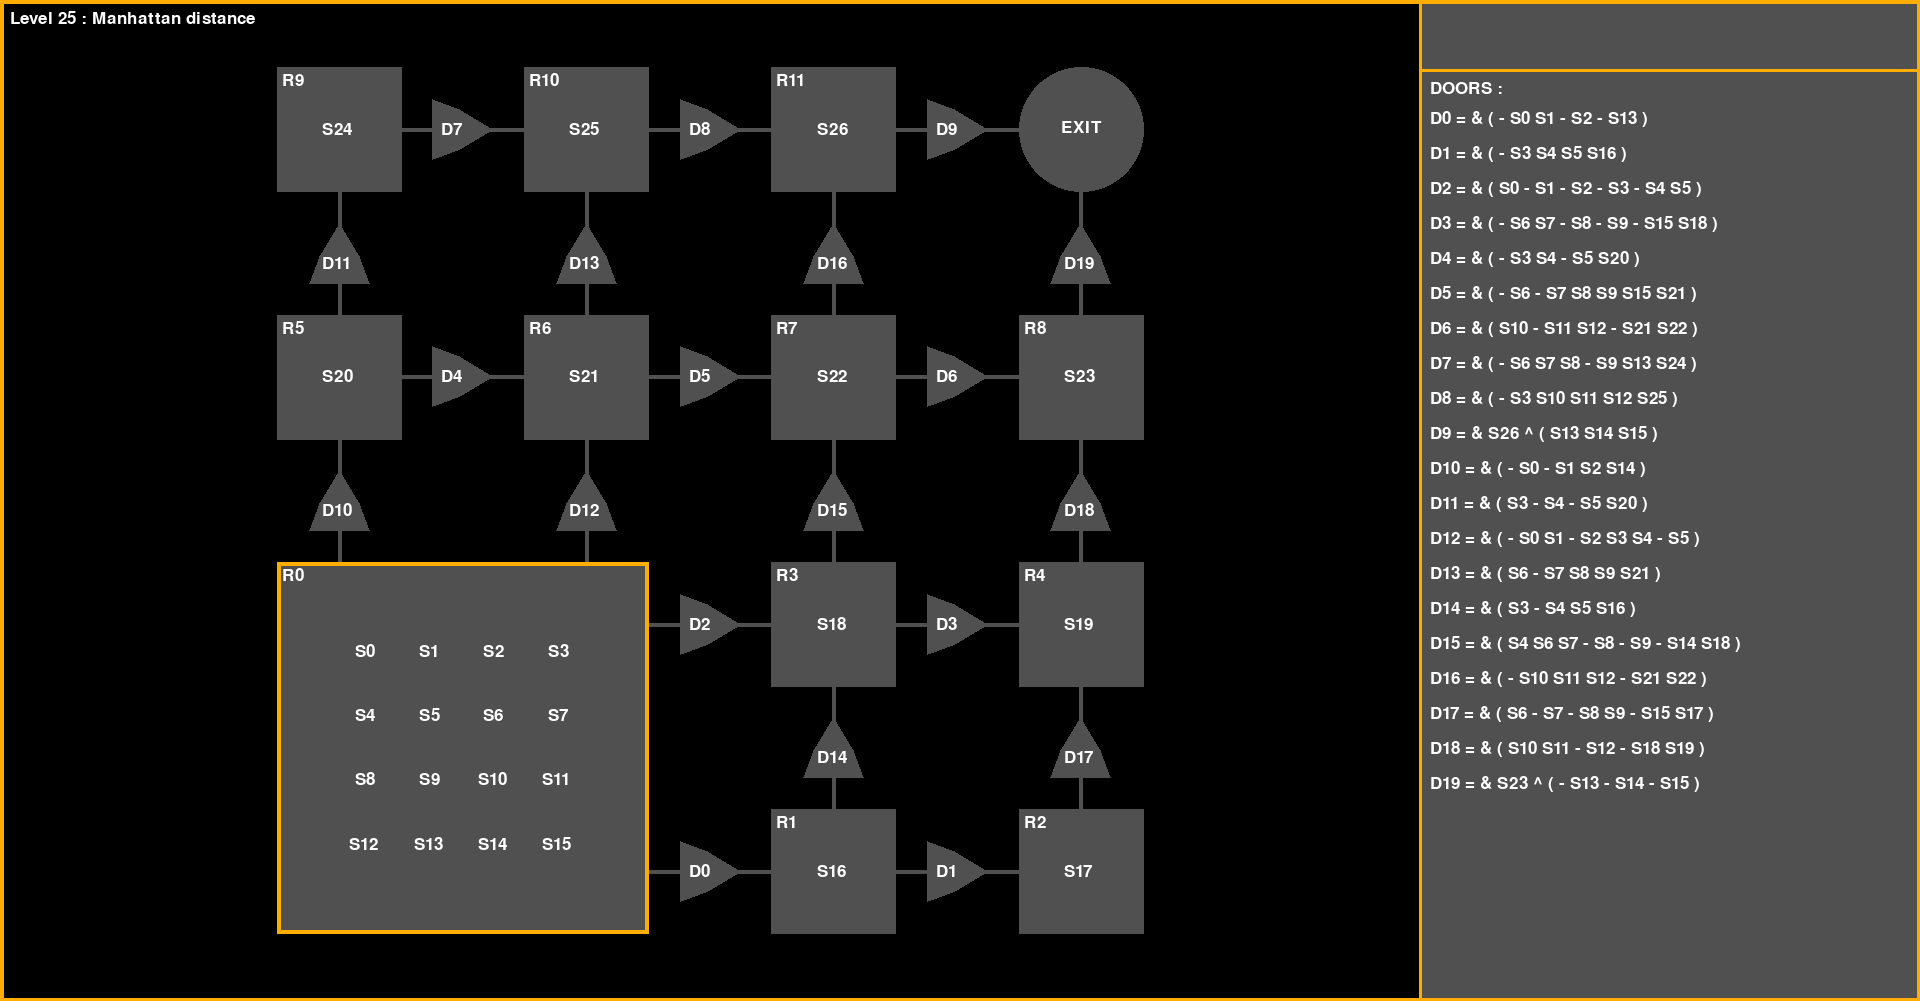 Level 25 : Manhattan distance
R9
R10
R11
S24
D7
S25
D8
S26
D9
EXIT
D11
D13
D16
D19
R5
R6
R7
R8
S20
D4
S21
D5
S22
D6
S23
D10
D12
D15
D18
R0
R3
R4
D2
S18
D3
S19
S0 S1 S2 S3
S4 S5 S6 S7
D14
D17
S8 S9 S10 S11
R1
R2
S12 S13 S14 S15
D0
S16
D1
S17
DOORS :
D0 = & ( - S0 S1 - S2 - S13 )
D1 = & ( - S3 S4 S5 S16 )
D2 = & ( S0 - S1 - S2 - S3 - S4 S5 )
D3 = & ( - S6 S7 - S8 - S9 - S15 S18 )
D4 = & ( - S3 S4 - S5 S20 )
D5 = & ( - S6 - S7 S8 S9 S15 S21 )
D6 = & ( S10 - S11 S12 - S21 S22 )
D7 = & ( - S6 S7 S8 - S9 S13 S24 )
D8 = & ( - S3 S10 S11 S12 S25 )
D9 = & S26 ^ ( S13 S14 S15 )
D10 = & ( - S0 - S1 S2 S14 )
D11 = & ( S3 - S4 - S5 S20 )
D12 = & ( - S0 S1 - S2 S3 S4 - S5 )
D13 = & ( S6 - S7 S8 S9 S21 )
D14 = & ( S3 - S4 S5 S16 )
D15 = & ( S4 S6 S7 - S8 - S9 - S14 S18 )
D16 = & ( - S10 S11 S12 - S21 S22 )
D17 = & ( S6 - S7 - S8 S9 - S15 S17 )
D18 = & ( S10 S11 - S12 - S18 S19 )
D19 = & S23 ^ ( - S13 - S14 - S15 )